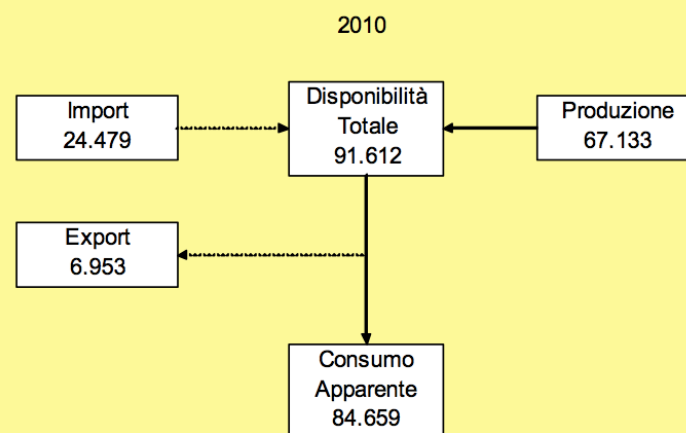 2010
Import
24.479
Disponibilità
Totale
91.612
Produzione
67.133
Export
6.953
Consumo
Apparente
84.659